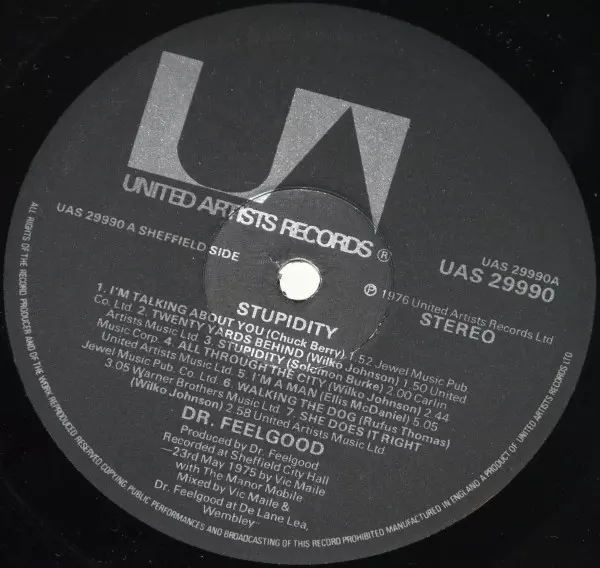 UNITED ARTISTS RECORDS ®
UAS 29990 A SHEFFIELD SIDE
UAS 29990A
UAS 29990
℗ 1976 United Artists Records Ltd
STEREO
STUPIDITY
1. I'M TALKING ABOUT YOU (Chuck Berry) 1.52 Jewel Music Pub
Co. Ltd. 2. TWENTY YARDS BEHIND (Wilko Johnson) 1.50 United
Artists Music Ltd. 3. STUPIDITY (Solomon Burke) 2.00 Carlin
Music Corp. 4. ALL THROUGH THE CITY (Wilko Johnson) 2.44
United Artists Music Ltd. 5. I'M A MAN (Ellis McDaniel) 5.05
Jewel Music Pub. Co. Ltd. 6. WALKING THE DOG (Rufus Thomas)
3.05 Warner Brothers Music Ltd. 7. SHE DOES IT RIGHT
(Wilko Johnson) 2.58 United Artists Music Ltd.
DR. FEELGOOD
Produced by Dr. Feelgood
Recorded at Sheffield City Hall
—23rd May 1975 by Vic Maile
with The Manor Mobile
Mixed by Vic Maile &
Dr. Feelgood at De Lane Lea,
Wembley
ALL RIGHTS OF THE RECORD PRODUCER AND OF THE WORK REPRODUCED RESERVED COPYING PUBLIC PERFORMANCES AND BROADCASTING OF THIS RECORD PROHIBITED MANUFACTURED IN ENGLAND. A PRODUCT OF UNITED ARTISTS RECORDS LTD